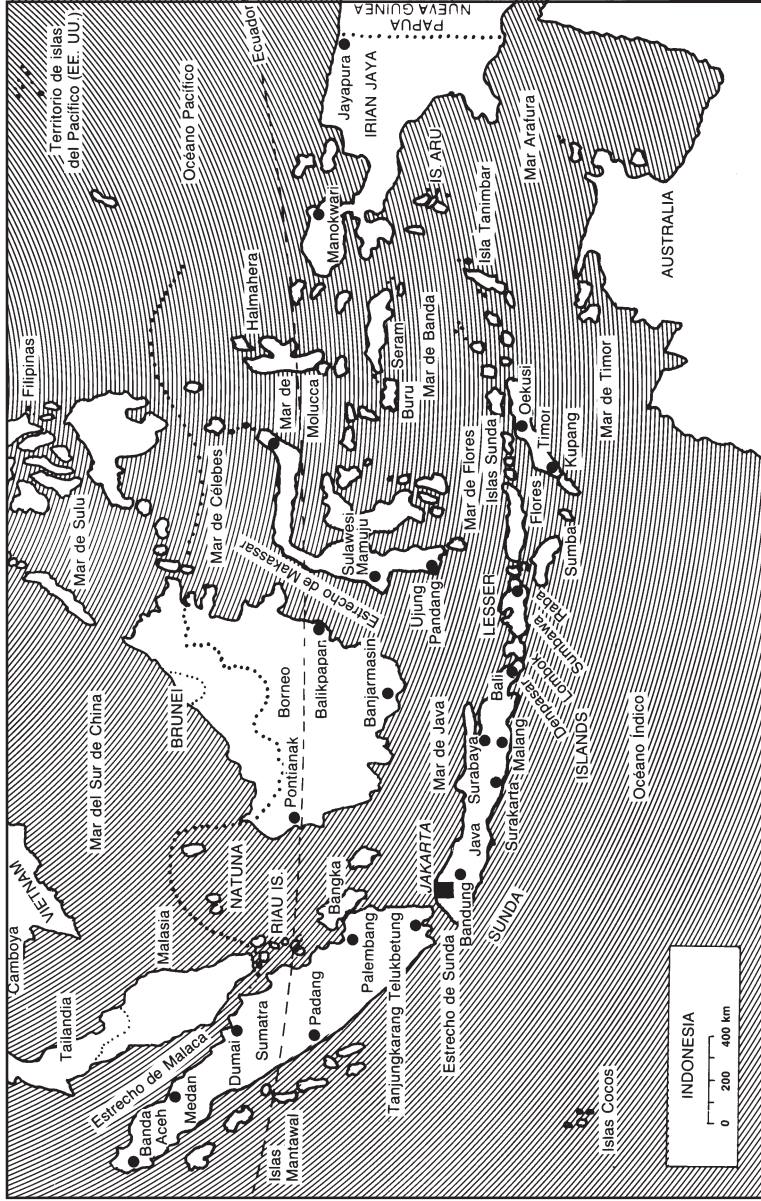 Camboya
VIETNAM
Tailandia
Malasia
Mar del Sur de China
Mar de Sulu
Filipinas
Territorio de islas
del Pacífico (EE. UU.)
Océano Pacífico
Ecuador
BRUNEI
NATUNA
RIAU IS.
Estrecho de Malaca
Banda
Aceh
Medan
Dumai
Sumatra
Padang
Islas
Mantawal
Bangka
Palembang
Tanjungkarang Telukbetung
Estrecho de Sunda
Pontianak
Borneo
Balikpapan
Banjarmasin
Mar de Célebes
Estrecho de Makassar
Sulawesi
Mamuju
Ujung
Pandang
Halmahera
Mar de
Molucca
Buru
Seram
Mar de Banda
Manokwari
Jayapura
IRIAN JAYA
PAPUA
NUEVA GUINEA
IS. ARU
Isla Tanimbar
Mar Arafura
JAKARTA
Bandung
Java
Mar de Java
Surabaya
Surakarta
Malang
Bali
Denpasa
Lombok
Sumbawa
Raba
LESSER
SUNDA
ISLANDS
Mar de Flores
Islas Sunda
Flores
Sumba
Oekusi
Timor
Kupang
Mar de Timor
AUSTRALIA
Océano Índico
Islas Cocos
INDONESIA
0 200 400 km